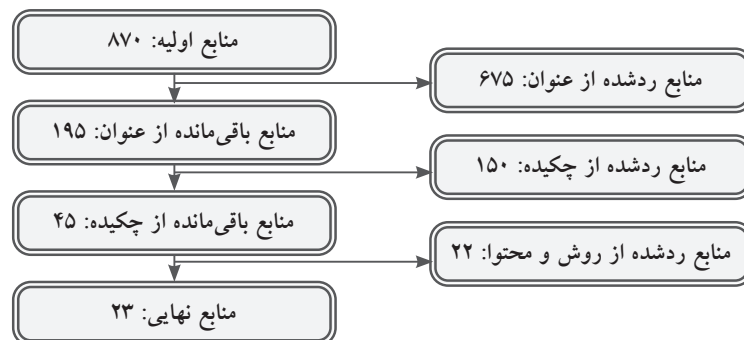 منابع اولیه: ۸۷۰
منابع ردشده از عنوان: ۶۷۵
منابع باقی‌مانده از عنوان: ۱۹۵
منابع ردشده از چکیده: ۱۵۰
منابع باقی‌مانده از چکیده: ۴۵
منابع ردشده از روش و محتوا: ۲۲
منابع نهایی: ۲۳